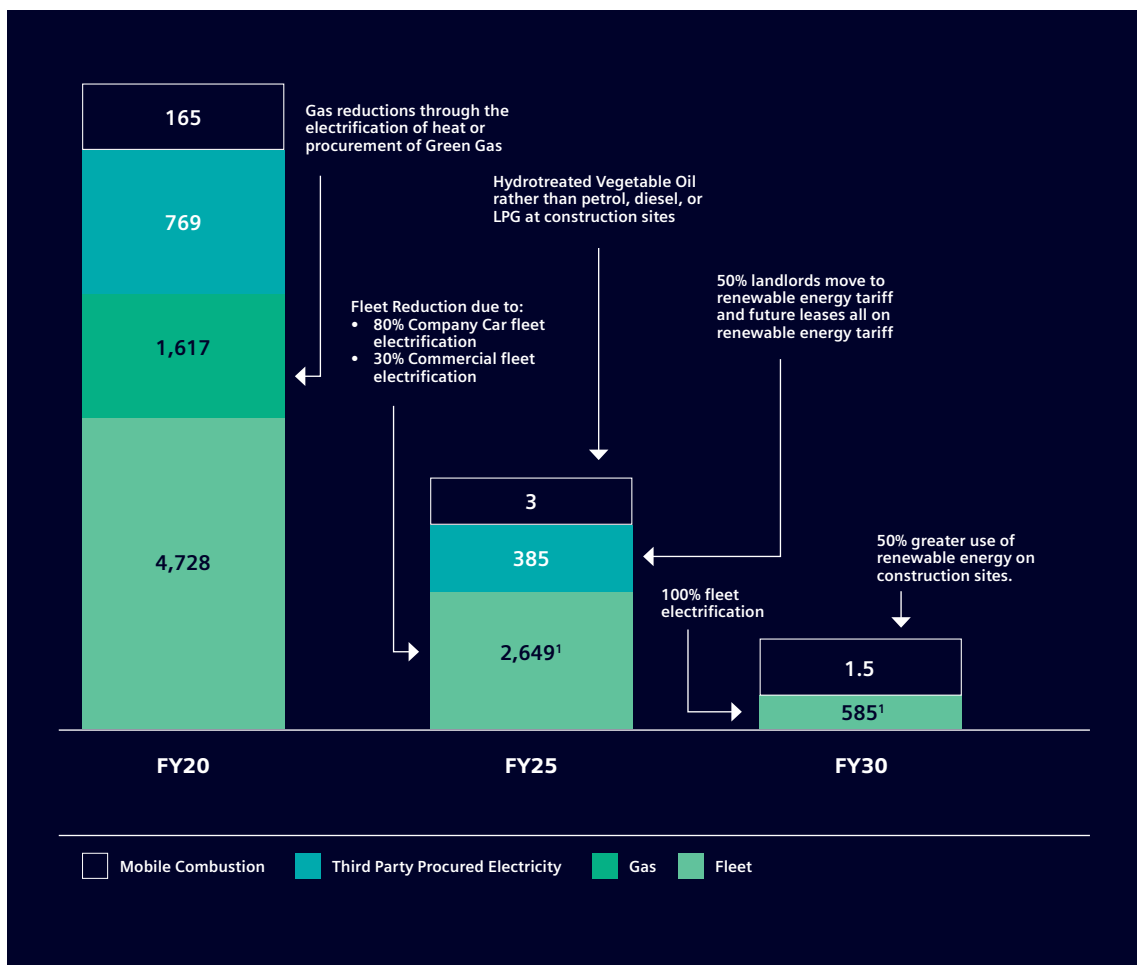 165
769
1,617
4,728
Gas reductions through the
electrification of heat or
procurement of Green Gas
Fleet Reduction due to:
• 80% Company Car fleet
electrification
• 30% Commercial fleet
electrification
Hydrotreated Vegetable Oil
rather than petrol, diesel, or
LPG at construction sites
3
385
2,649¹
50% landlords move to
renewable energy tariff
and future leases all on
renewable energy tariff
100% fleet
electrification
50% greater use of
renewable energy on
construction sites.
1.5
585¹
FY20
FY25
FY30
Mobile Combustion
Third Party Procured Electricity
Gas
Fleet